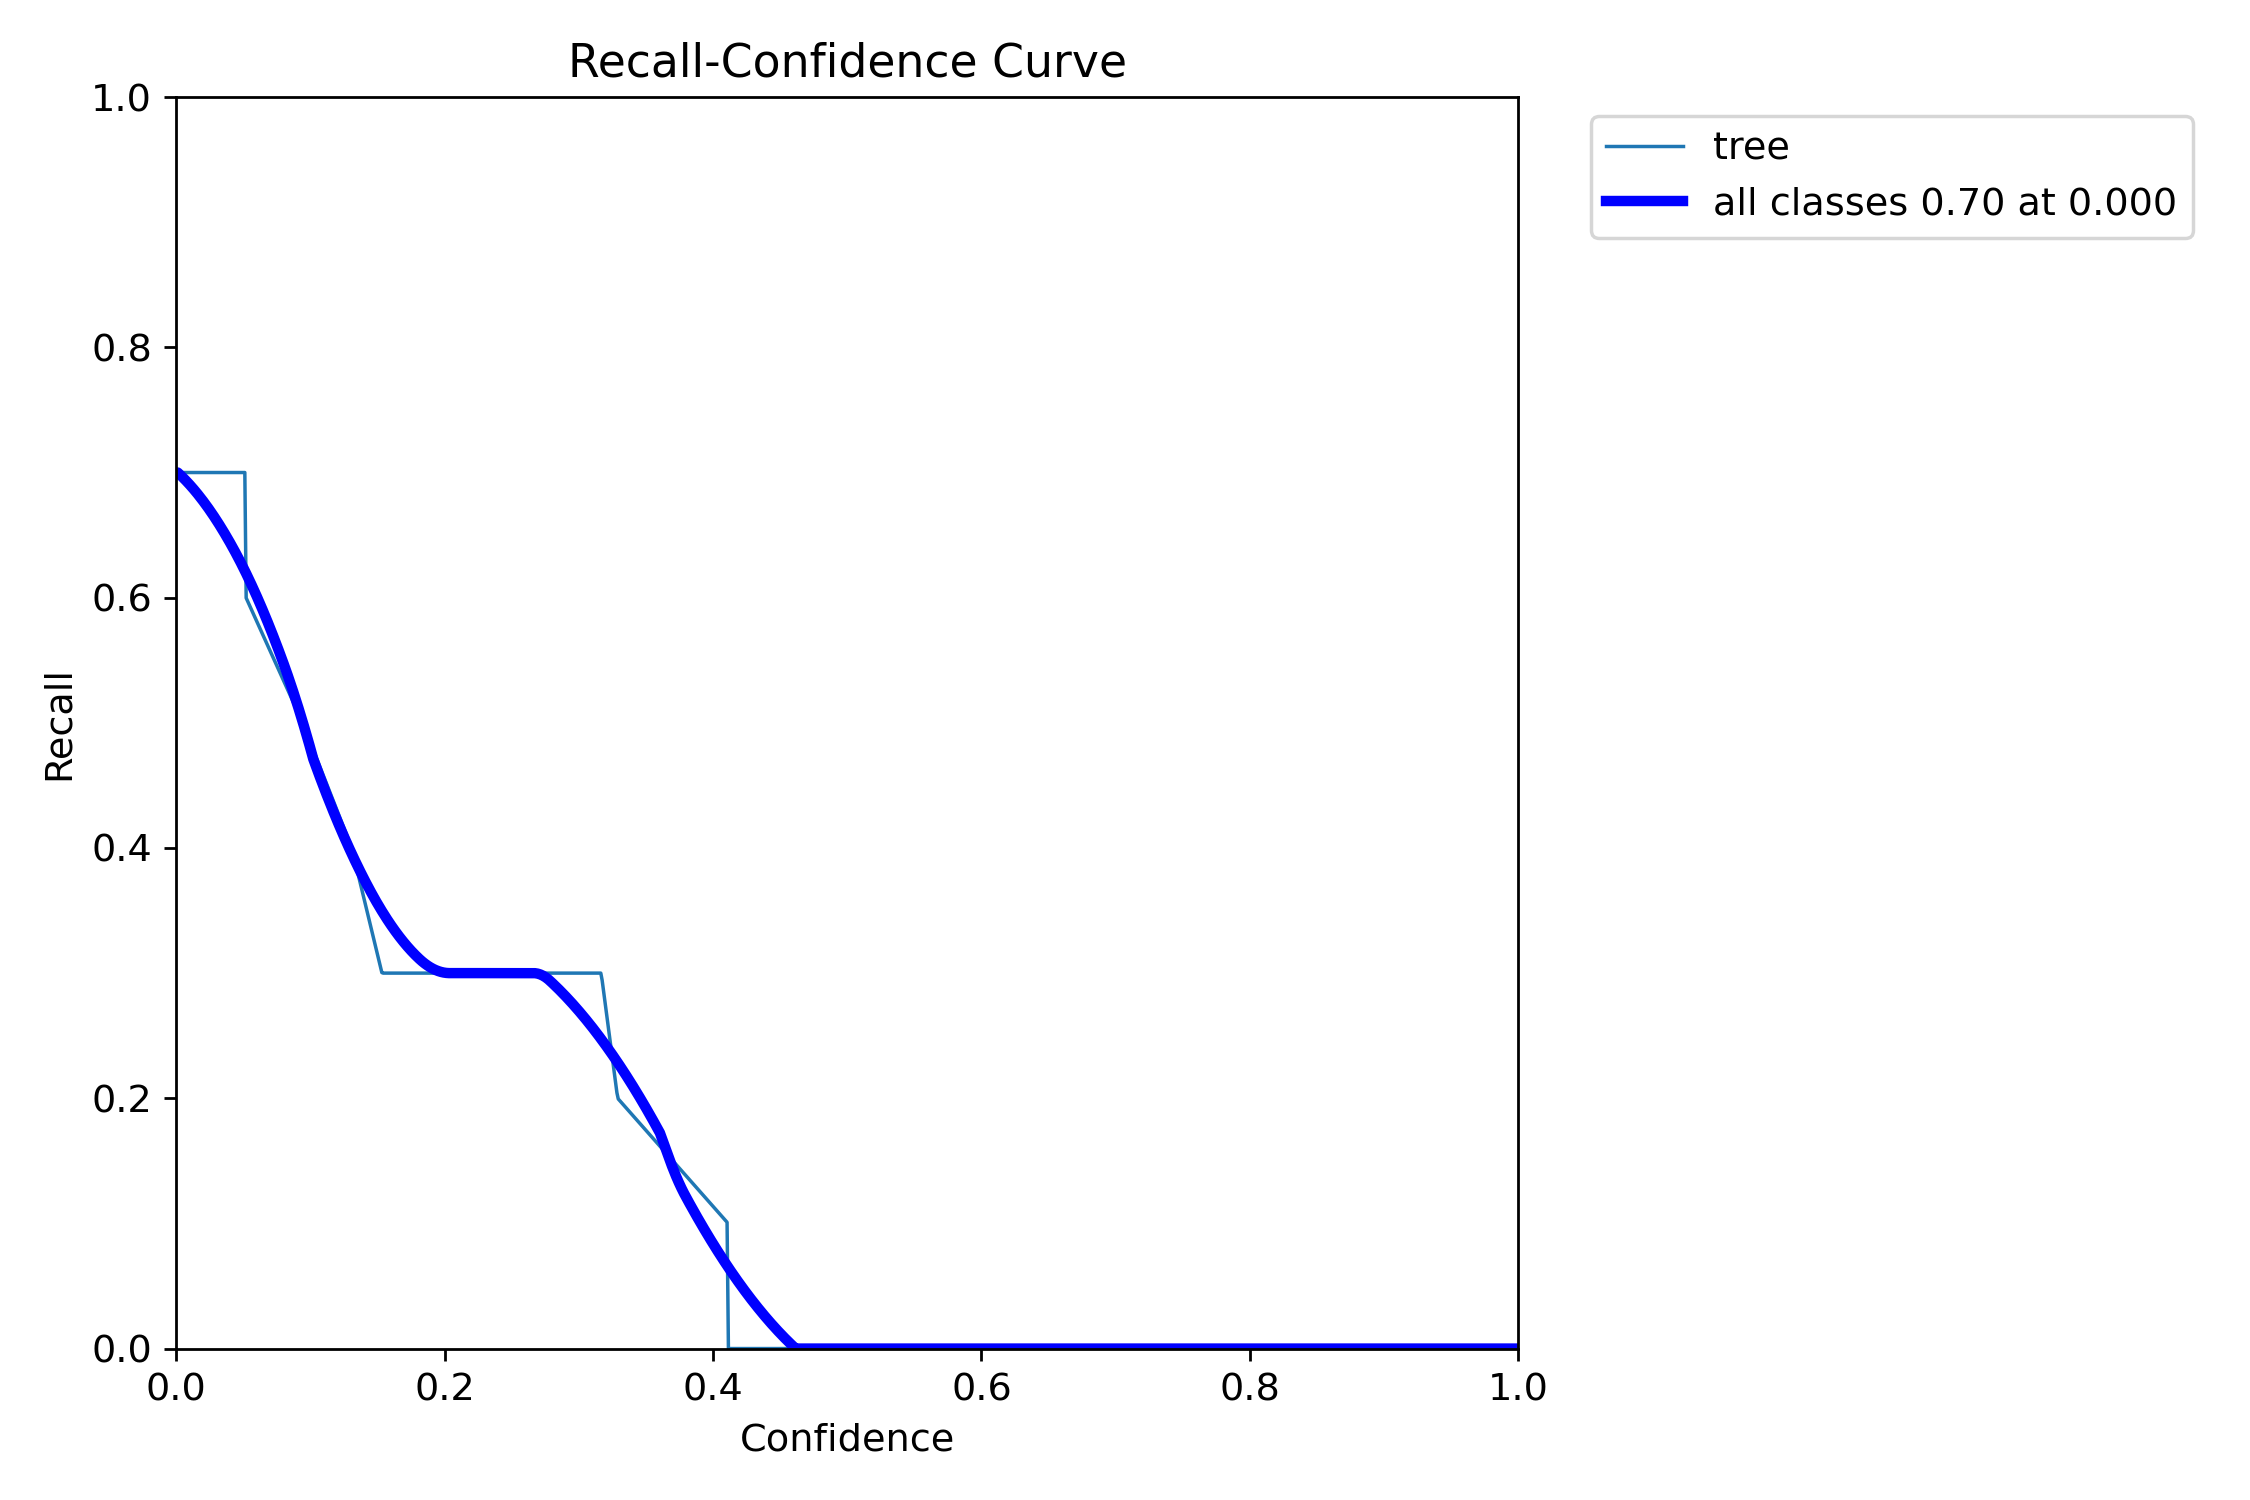 Recall-Confidence Curve
1.0
0.8
0.6
0.4
0.2
0.0
Recall
0.0 0.2 0.4 0.6 0.8 1.0
Confidence
tree
all classes 0.70 at 0.000